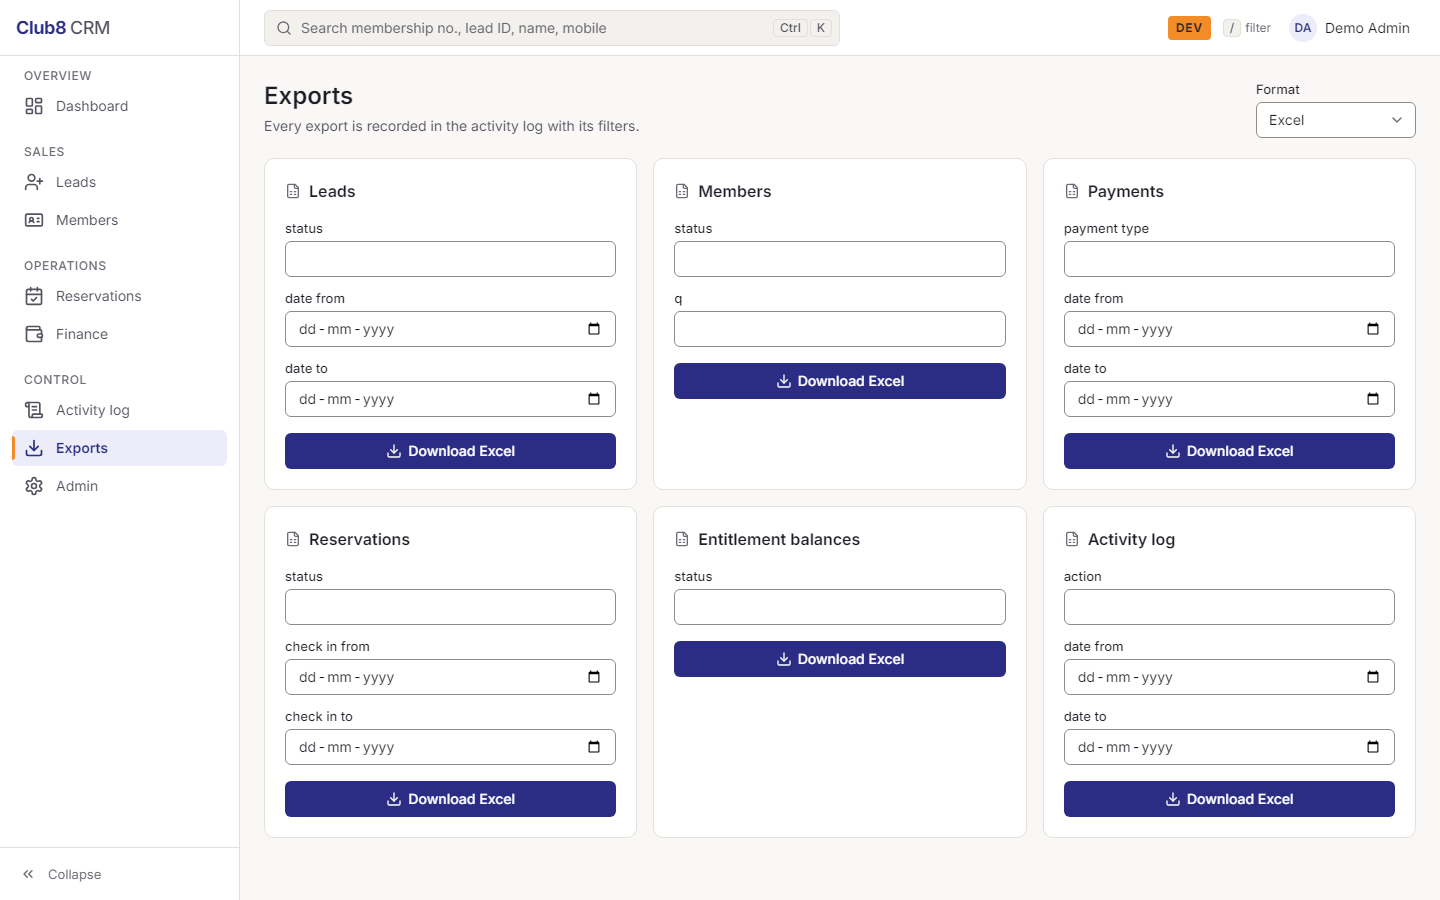 Club8 CRM
Search membership no., lead ID, name, mobile
Ctrl K
DEV
/ filter
DA
Demo Admin
OVERVIEW
Dashboard
SALES
Leads
Members
OPERATIONS
Reservations
Finance
CONTROL
Activity log
Exports
Admin
Collapse
Exports
Every export is recorded in the activity log with its filters.
Format
Excel
Leads
status
date from
dd-mm-yyyy
date to
dd-mm-yyyy
Download Excel
Members
status
q
Download Excel
Payments
payment type
date from
dd-mm-yyyy
date to
dd-mm-yyyy
Download Excel
Reservations
status
check in from
dd-mm-yyyy
check in to
dd-mm-yyyy
Download Excel
Entitlement balances
status
Download Excel
Activity log
action
date from
dd-mm-yyyy
date to
dd-mm-yyyy
Download Excel